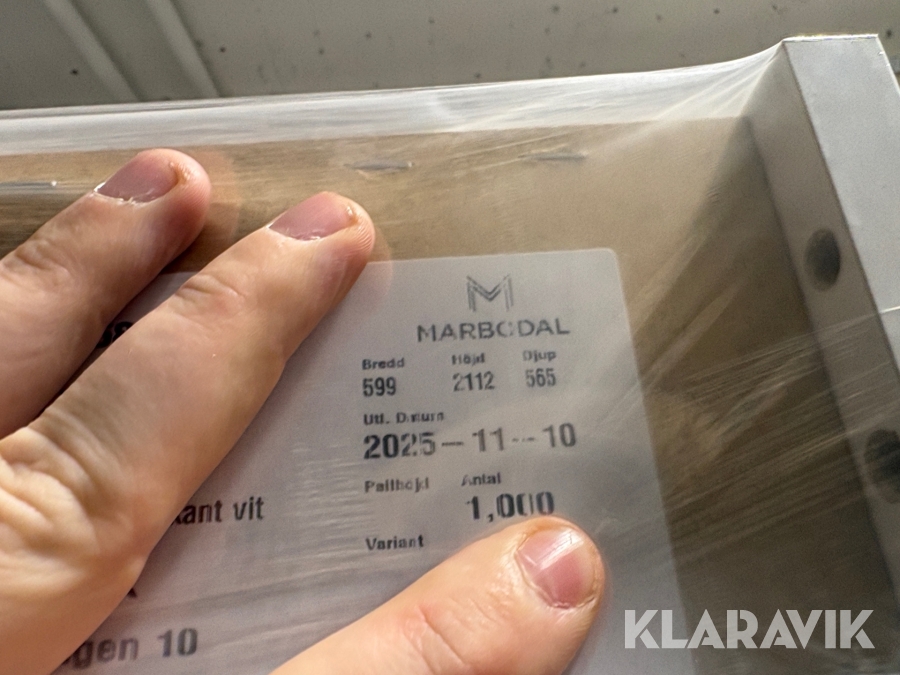 MARBODAL
Bredd Höjd Djup
599 2112 565
Utl. Datum
2025-11-10
Pallhöjd Antal
1,000
Variant
kant vit
gen 10
KLARAVIK